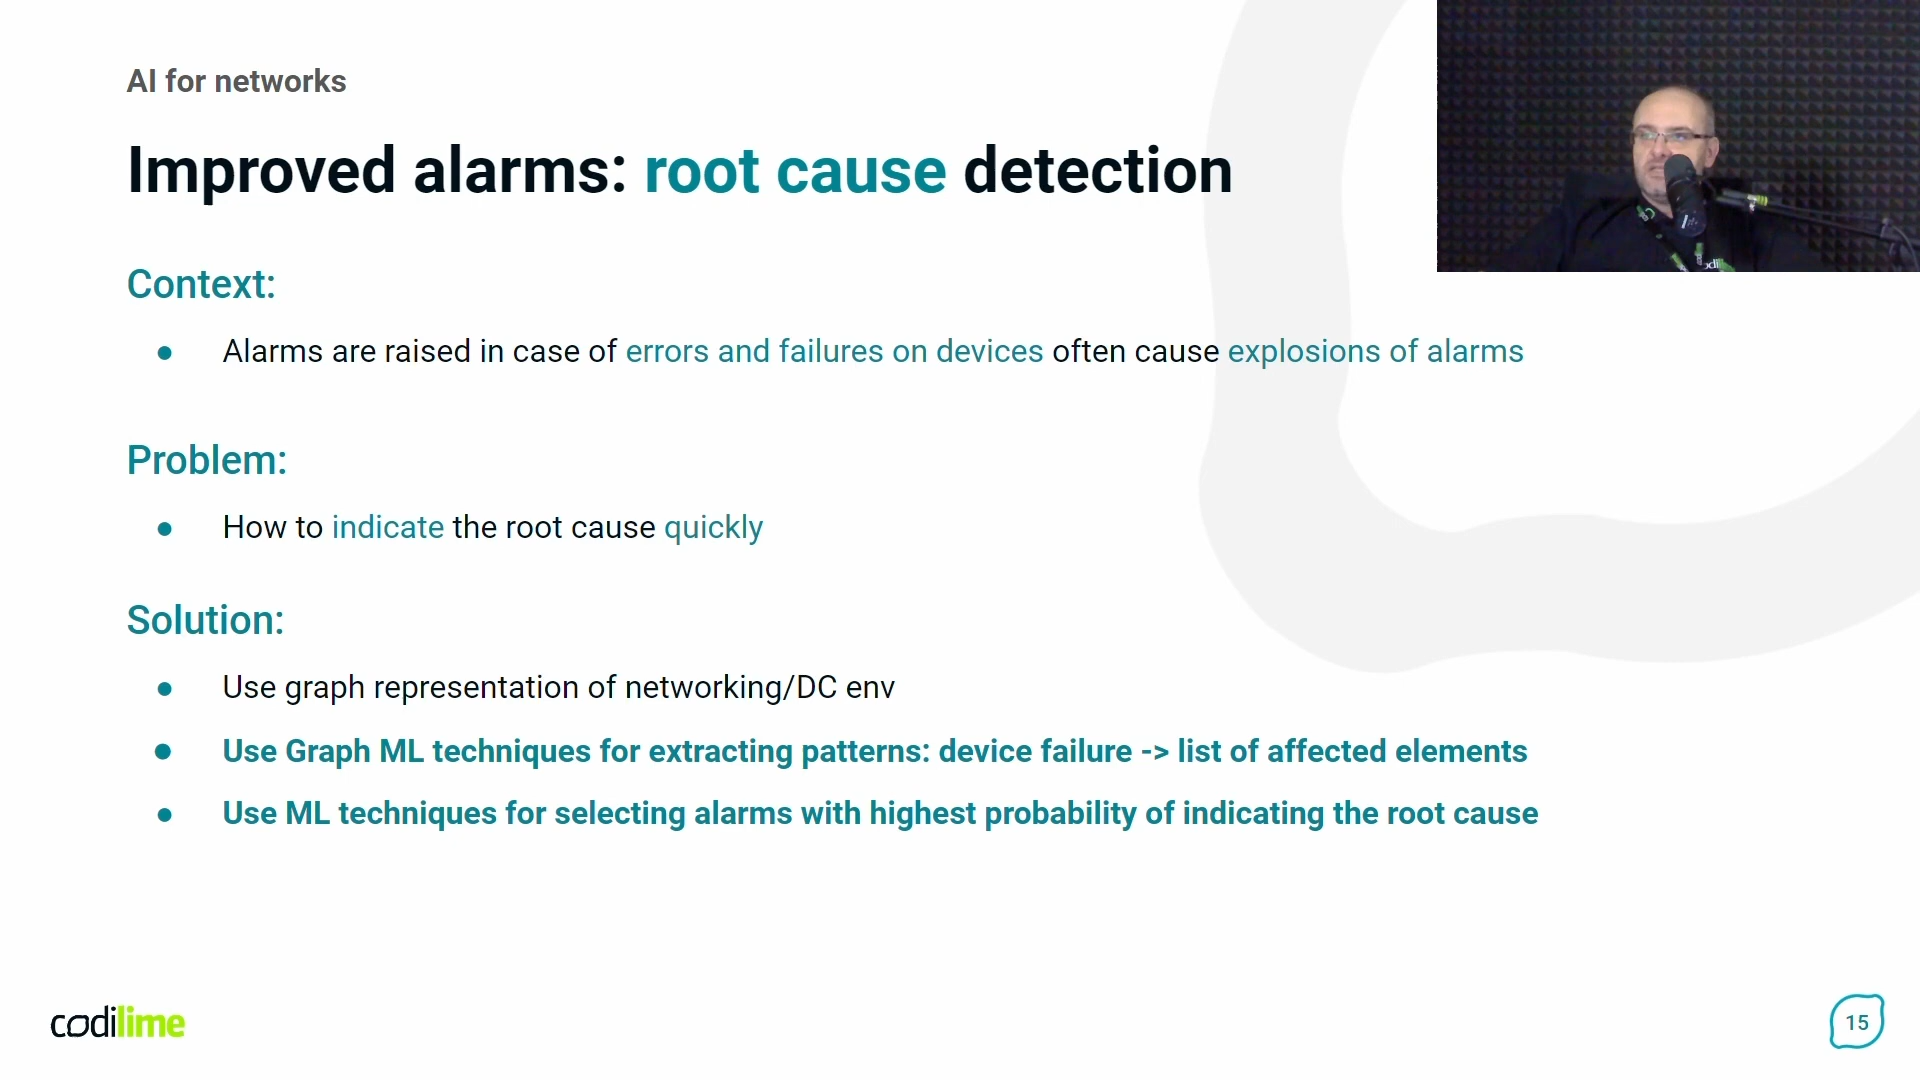 AI for networks
Improved alarms: root cause detection
Context:
● Alarms are raised in case of errors and failures on devices often cause explosions of alarms
Problem:
● How to indicate the root cause quickly
Solution:
● Use graph representation of networking/DC env
● Use Graph ML techniques for extracting patterns: device failure -> list of affected elements
● Use ML techniques for selecting alarms with highest probability of indicating the root cause
codilime
15